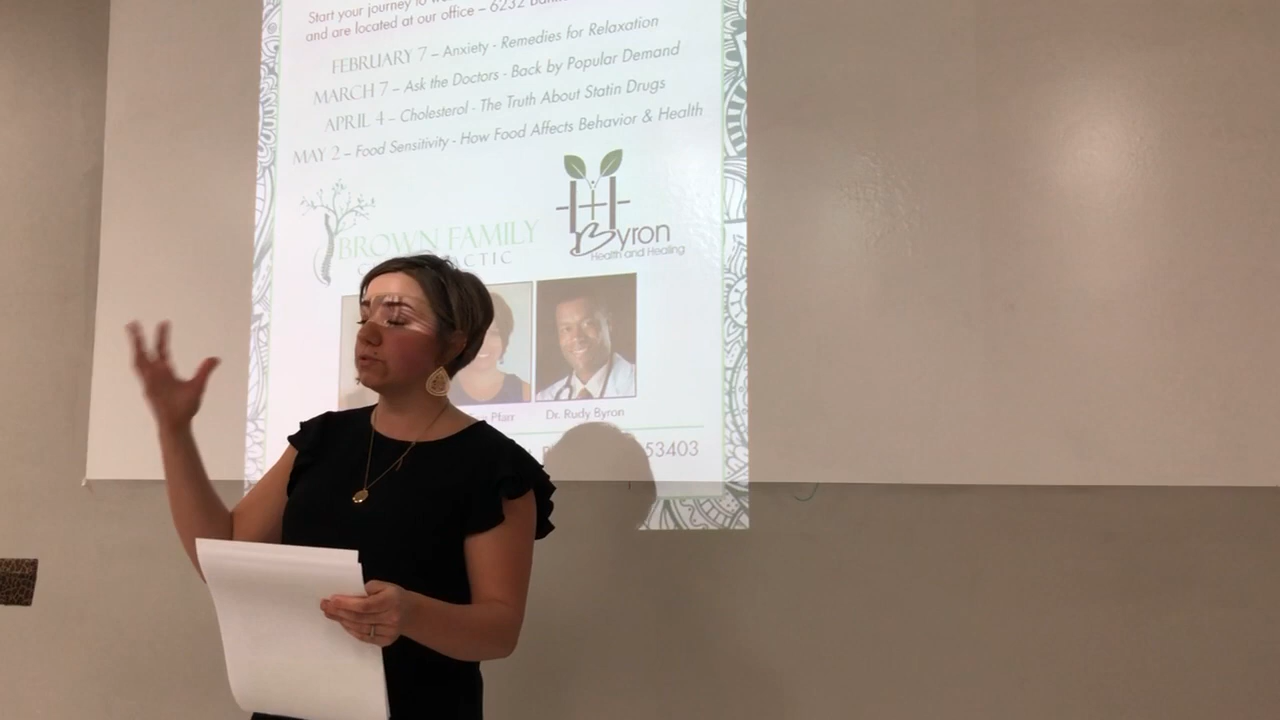 Start your journey to
and are located at our office – 6232
FEBRUARY 7 – Anxiety - Remedies for Relaxation
MARCH 7 – Ask the Doctors - Back by Popular Demand
APRIL 4 – Cholesterol - The Truth About Statin Drugs
MAY 2 – Food Sensitivity - How Food Affects Behavior & Health
BROWN FAMILY
H
Byron
Health and Healing
Pfarr
Dr. Rudy Byron
53403